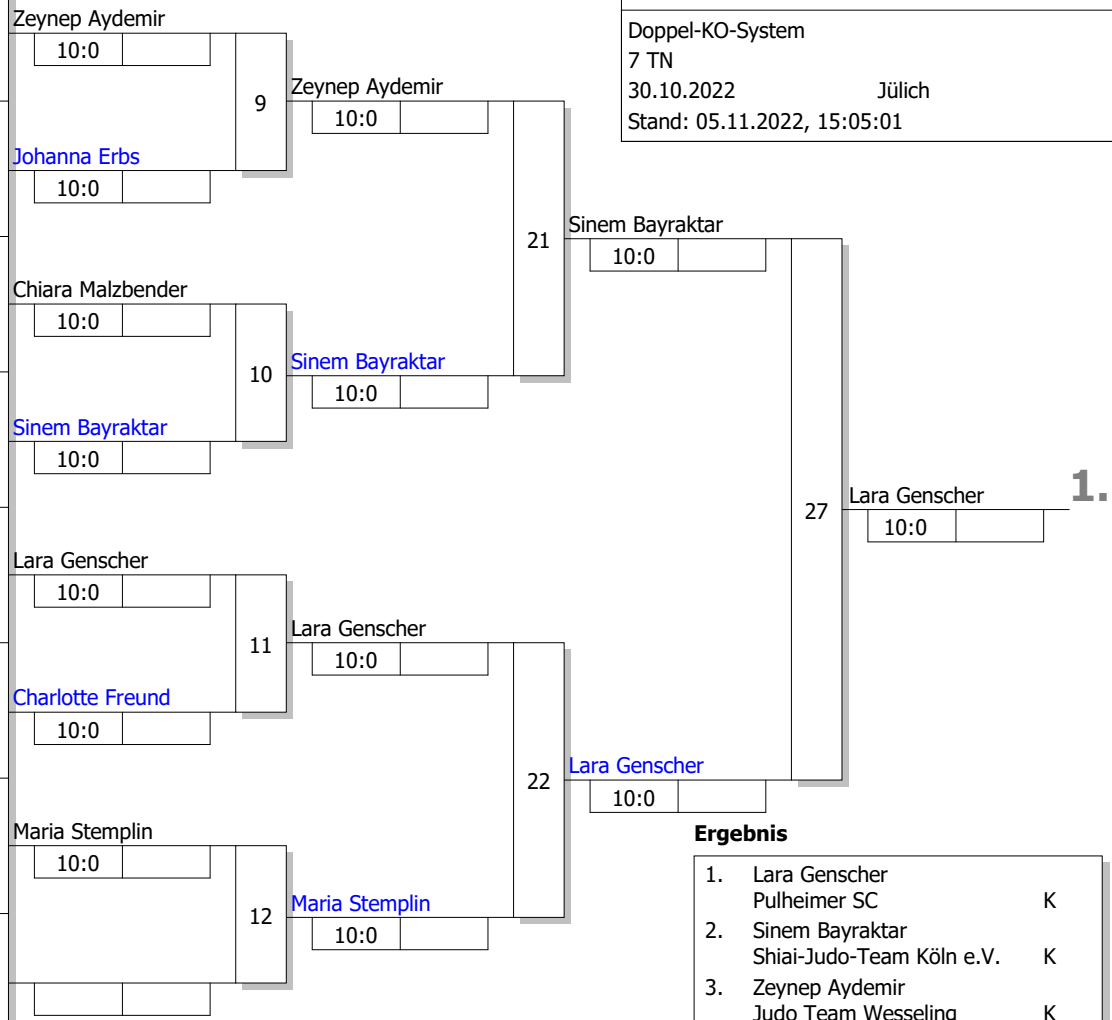 Zeynep Aydemir
10:0
9
Johanna Erbs
10:0
Zeynep Aydemir
10:0
Chiara Malzbender
10:0
10
Sinem Bayraktar
10:0
Sinem Bayraktar
10:0
21
Sinem Bayraktar
10:0
Lara Genscher
10:0
11
Charlotte Freund
10:0
Lara Genscher
10:0
Maria Stemplin
10:0
12
Maria Stemplin
10:0
22
Lara Genscher
10:0
27
Lara Genscher
10:0
1.
Doppel-KO-System
7 TN
30.10.2022 Jülich
Stand: 05.11.2022, 15:05:01
Ergebnis
1. Lara Genscher
Pulheimer SC K
2. Sinem Bayraktar
Shiai-Judo-Team Köln e.V. K
3. Zeynep Aydemir
Judo Team Wesseling K